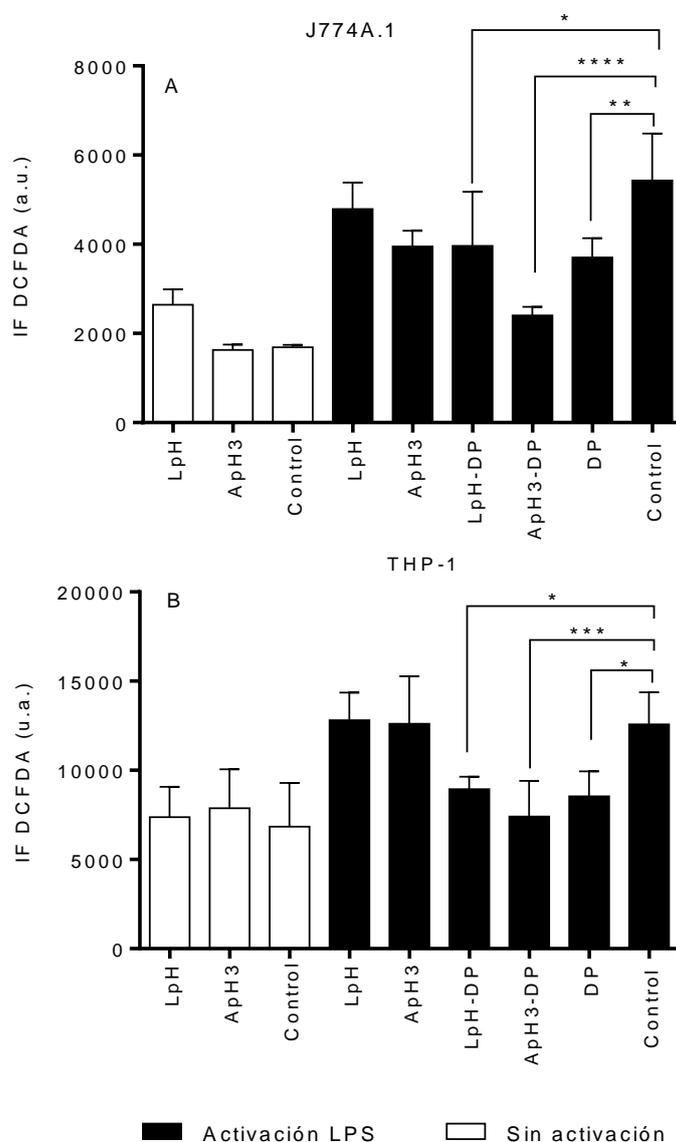 J774A.1
A
*
****
**
8000
6000
4000
2000
0
IF DCFDA (a.u.)
LpH
ApH3
Control
LpH
ApH3
LpH-DP
ApH3-DP
DP
Control
THP-1
B
*
***
*
20000
15000
10000
5000
0
IF DCFDA (u.a.)
LpH
ApH3
Control
LpH
ApH3
LpH-DP
ApH3-DP
DP
Control
Activación LPS
Sin activación